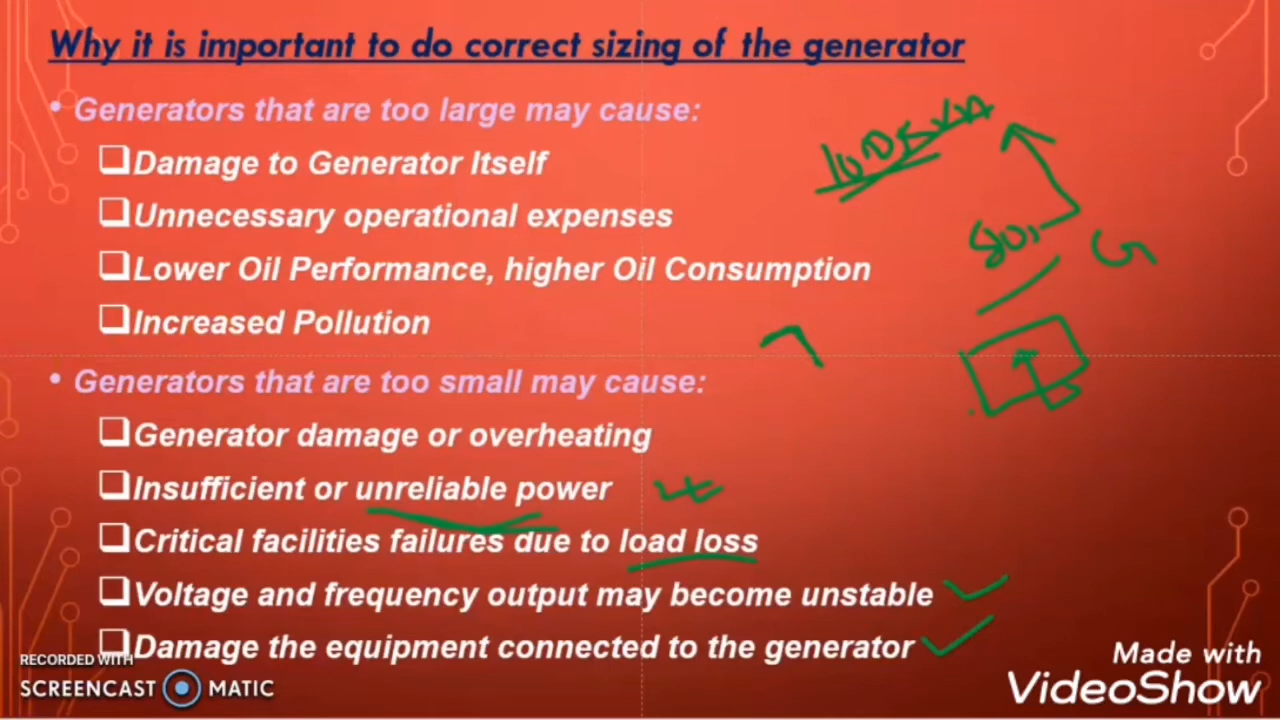 Why it is important to do correct sizing of the generator
• Generators that are too large may cause:
❑Damage to Generator Itself
❑Unnecessary operational expenses
❑Lower Oil Performance, higher Oil Consumption
❑Increased Pollution
• Generators that are too small may cause:
❑Generator damage or overheating
❑Insufficient or unreliable power
❑Critical facilities failures due to load loss
❑Voltage and frequency output may become unstable
❑Damage the equipment connected to the generator
RECORDED WITH
SCREENCAST MATIC
Made with
VideoShow